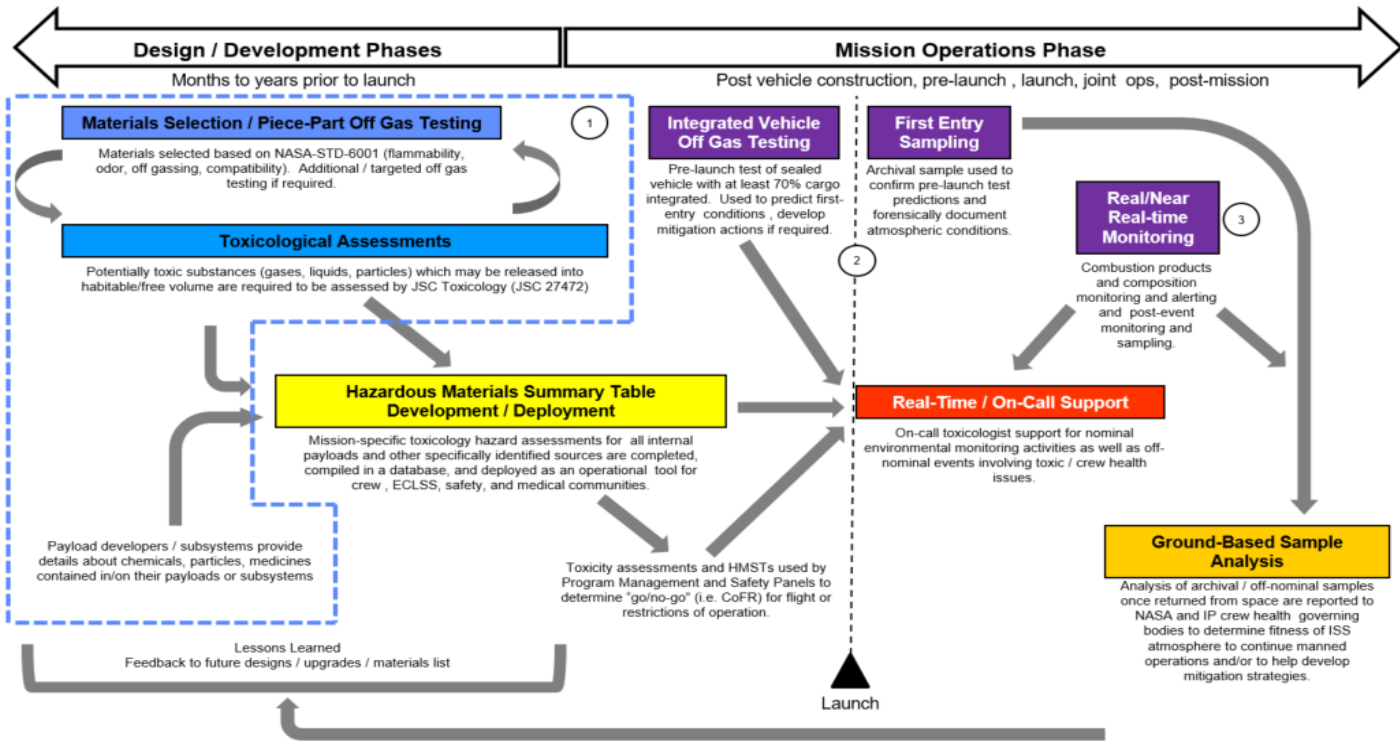 Design / Development Phases
Mission Operations Phase
Months to years prior to launch
Post vehicle construction, pre-launch , launch, joint ops, post-mission
Materials Selection / Piece-Part Off Gas Testing
1
Materials selected based on NASA-STD-6001 (flammability,
odor, off gassing, compatibility). Additional / targeted off gas
testing if required.
Toxicological Assessments
Potentially toxic substances (gases, liquids, particles) which may be released into
habitable/free volume are required to be assessed by JSC Toxicology (JSC 27472)
Integrated Vehicle
Off Gas Testing
Pre-launch test of sealed
vehicle with at least 70% cargo
integrated. Used to predict first-
entry conditions , develop
mitigation actions if required.
2
First Entry
Sampling
Archival sample used to
confirm pre-launch test
predictions and
forensically document
atmospheric conditions.
Real/Near
Real-time
Monitoring
3
Combustion products
and composition
monitoring and alerting
and post-event
monitoring and
sampling.
Hazardous Materials Summary Table
Development / Deployment
Mission-specific toxicology hazard assessments for all internal
payloads and other specifically identified sources are completed,
compiled in a database, and deployed as an operational tool for
crew , ECLSS, safety, and medical communities.
Real-Time / On-Call Support
On-call toxicologist support for nominal
environmental monitoring activities as well as off-
nominal events involving toxic / crew health
issues.
Payload developers / subsystems provide
details about chemicals, particles, medicines
contained in/on their payloads or subsystems
Toxicity assessments and HMSTs used by
Program Management and Safety Panels to
determine "go/no-go" (i.e. CoFR) for flight or
restrictions of operation.
Ground-Based Sample
Analysis
Analysis of archival / off-nominal samples
once returned from space are reported to
NASA and IP crew health governing
bodies to determine fitness of ISS
atmosphere to continue manned
operations and/or to help develop
mitigation strategies.
Lessons Learned
Feedback to future designs / upgrades / materials list
Launch